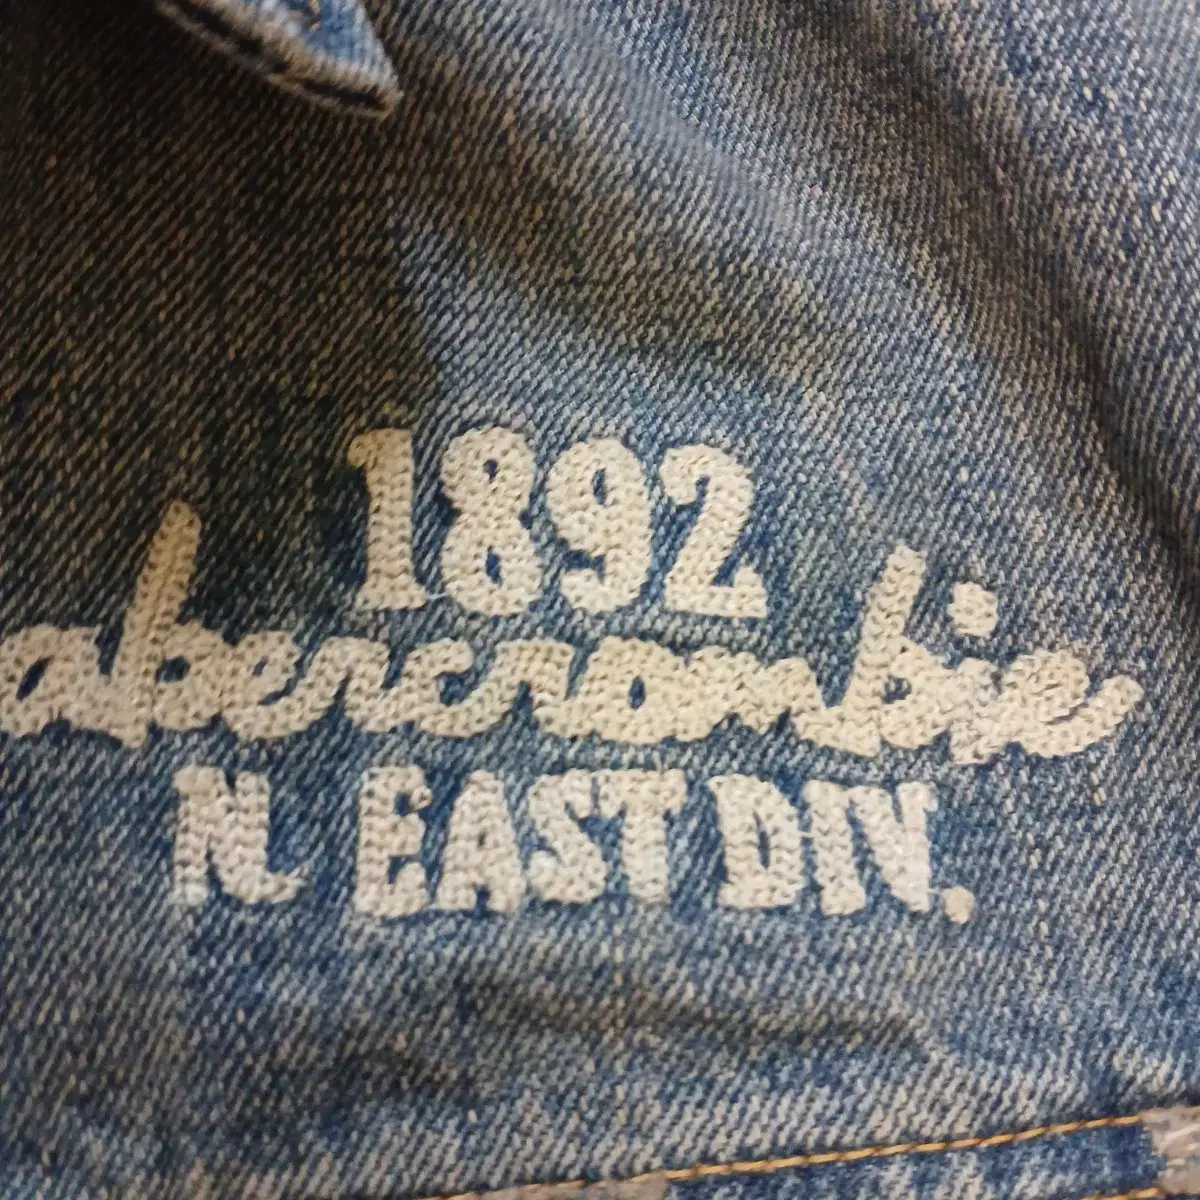 1892
abercrombie
N. EAST DIV.